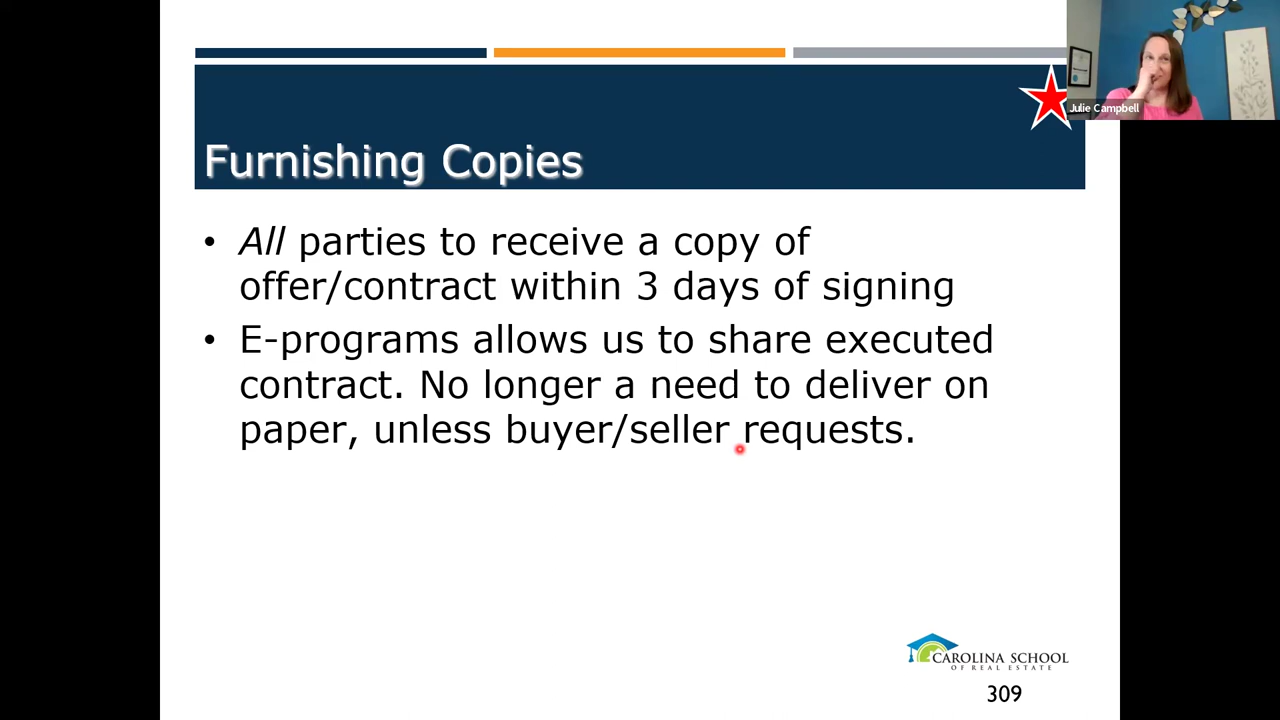 Julie Campbell
Furnishing Copies
• All parties to receive a copy of
offer/contract within 3 days of signing
• E-programs allows us to share executed
contract. No longer a need to deliver on
paper, unless buyer/seller requests.
CAROLINA SCHOOL
OF REAL ESTATE
309